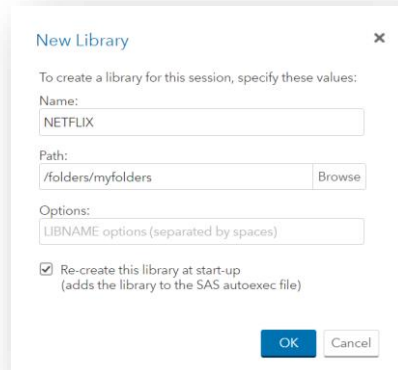 New Library
To create a library for this session, specify these values:
Name:
NETFLIX
Path:
/folders/myfolders Browse
Options:
LIBNAME options (separated by spaces)
Re-create this library at start-up
(adds the library to the SAS autoexec file)
OK Cancel